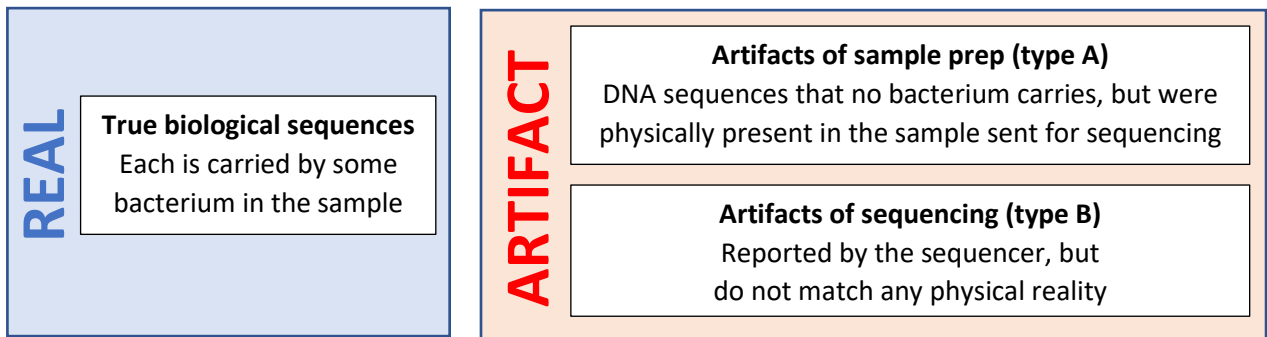 REAL
True biological sequences
Each is carried by some
bacterium in the sample
ARTIFACT
Artifacts of sample prep (type A)
DNA sequences that no bacterium carries, but were
physically present in the sample sent for sequencing
Artifacts of sequencing (type B)
Reported by the sequencer, but
do not match any physical reality